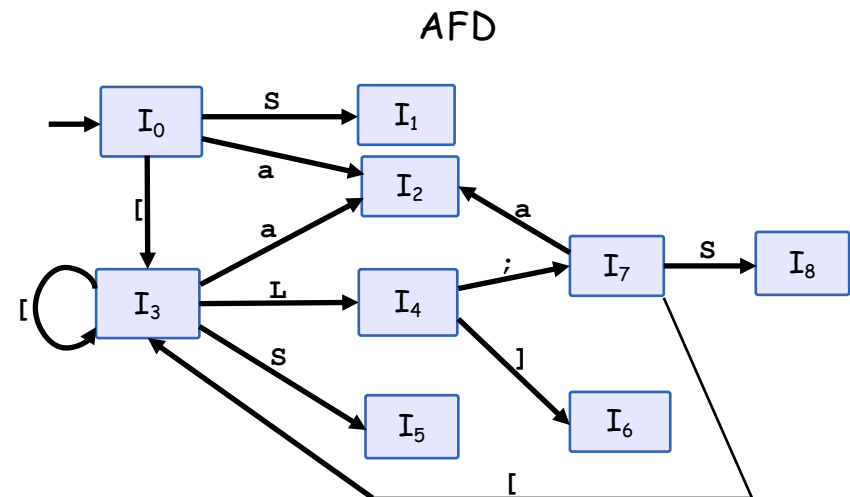 AFD
S
I₀
I₁
a
I₂
[
a
a
S
I₇
I₈
;
[
I₃
L
I₄
]
S
I₅
I₆
[